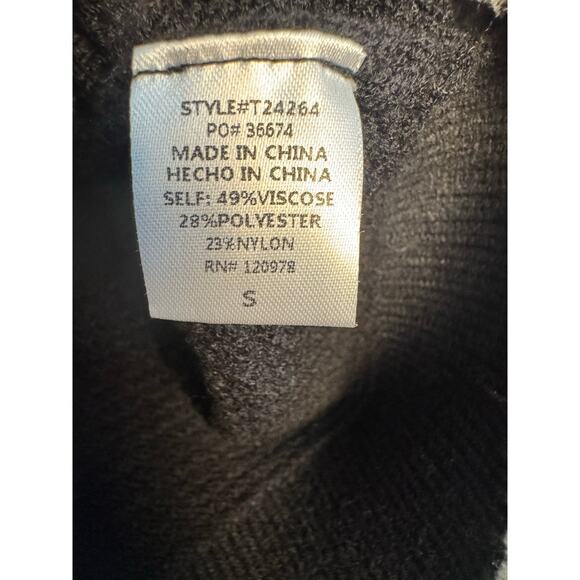 STYLE#T24264
PO# 36674
MADE IN CHINA
HECHO IN CHINA
SELF: 49%VISCOSE
28%POLYESTER
23%NYLON
RN# 120978
S